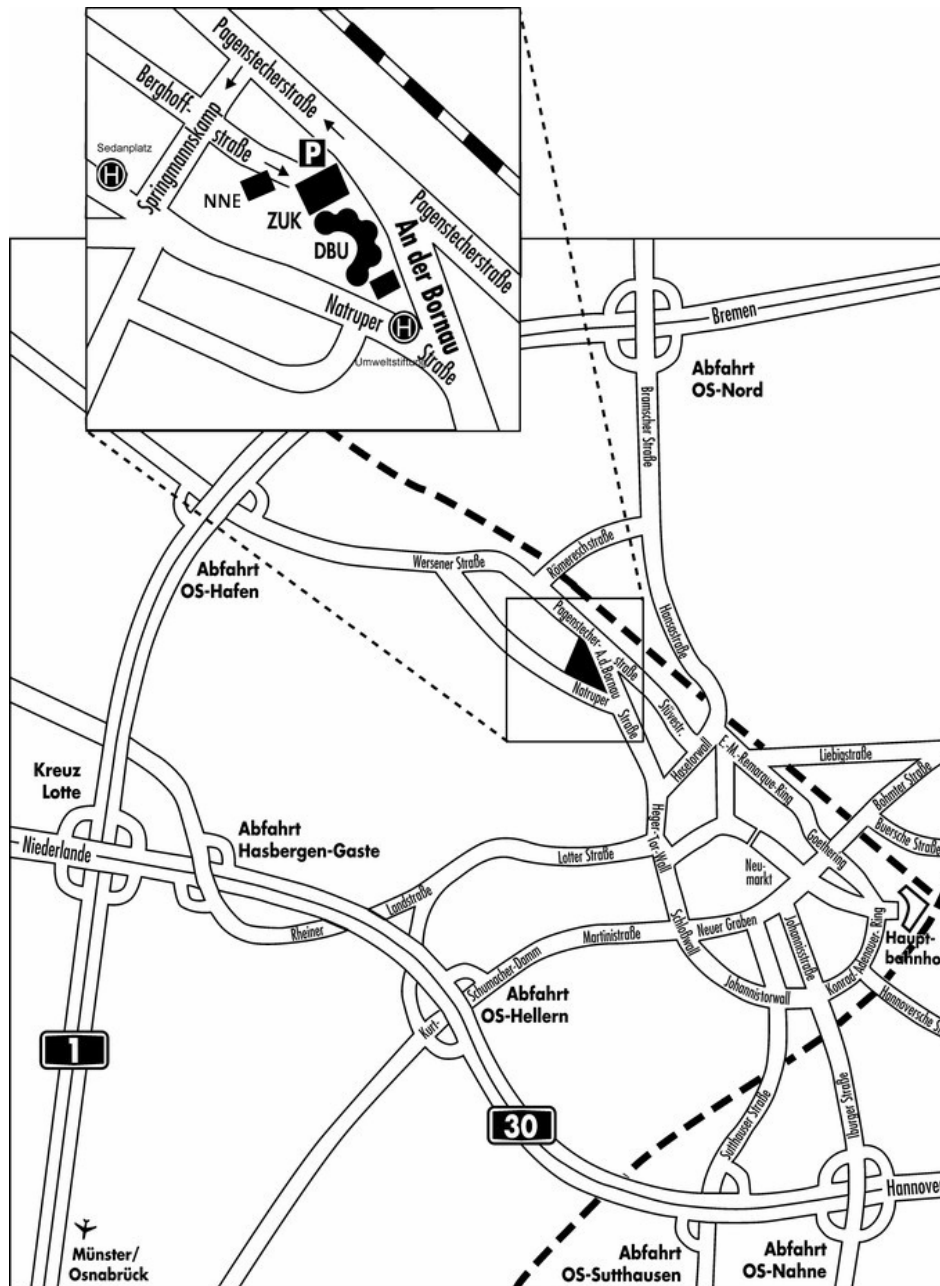 Pagenstecherstraße
Berghoff-
straße
Springmannskamp
Sedanplatz
H
P
NNE
ZUK
DBU
Pagenstecherstraße
An der Bornau
Natruper
Straße
H
Umweltstiftung
Bremen
Abfahrt
OS-Nord
Bramscher Straße
Römereschstraße
Hansastraße
Wersener Straße
Abfahrt
OS-Hafen
Pagenstecher-
straße
A.d.Bornau
Natruper
Straße
Stüvestr.
Hasetorwall
E.-M.-Remarque-Ring
Liebigstraße
Bohmter Straße
Buersche Straße
Goethering
Kreuz
Lotte
Niederlande
Abfahrt
Hasbergen-Gaste
Heger-Tor-Wall
Lotter Straße
Neu-
markt
Rheiner
Landstraße
Schloßwall
Neuer Graben
Martinistraße
Johannisstraße
Konrad-Adenauer-Ring
Haupt-
bahnho
Kurt-
Schumacher-Damm
Abfahrt
OS-Hellern
Johannistorwall
Hannoversche St
1
30
Sutthauser Straße
Iburger Straße
Hannover
Münster/
Osnabrück
Abfahrt
OS-Sutthausen
Abfahrt
OS-Nahne